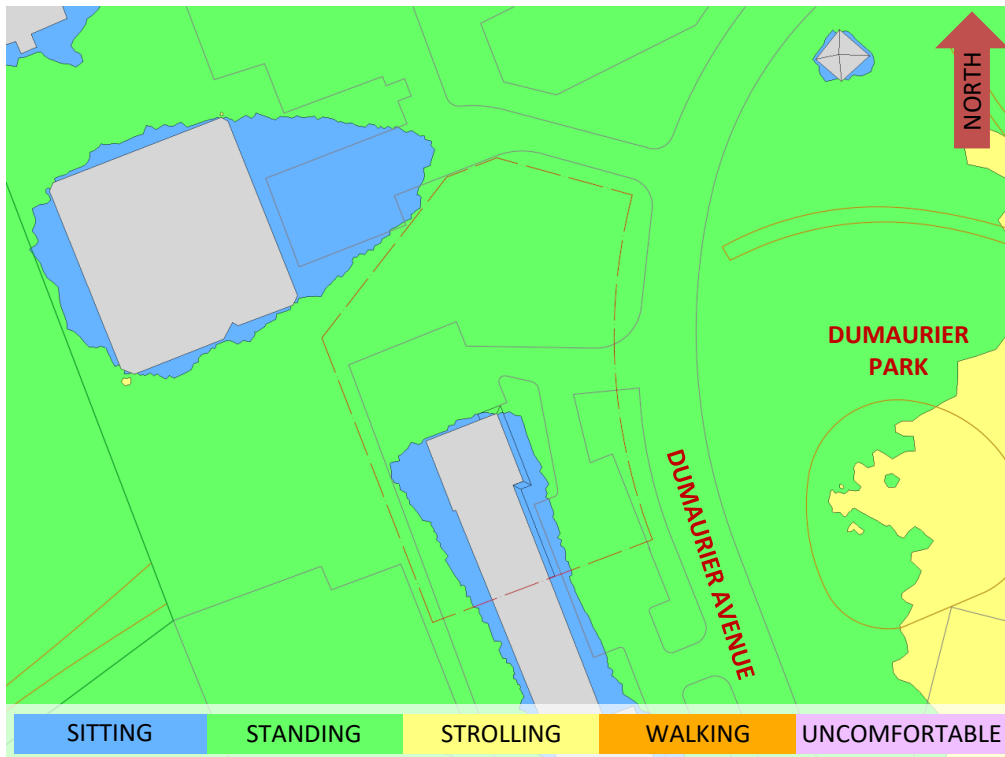 NORTH
DUMAURIER
PARK
DUMAURIER AVENUE
SITTING
STANDING
STROLLING
WALKING
UNCOMFORTABLE